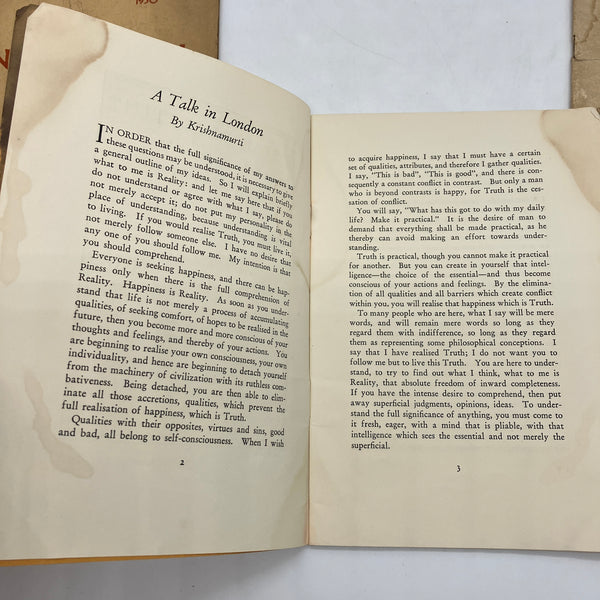 1930
A Talk in London
By Krishnamurti
IN ORDER that the full significance of my answers to
these questions may be understood, it is necessary to give
a general outline of my ideas. So I will explain briefly
what to me is Reality: and let me say here that if you
do not understand or agree with what I say, please do
not merely accept it; do not put my personality in the
place of understanding, because understanding is vital
to living. If you would realise Truth, you must live it,
not merely follow someone else. I have no desire that
any one of you should follow me. My intention is that
you should comprehend.
Everyone is seeking happiness, and there can be hap-
piness only when there is the full comprehension of
Reality. Happiness is Reality. As soon as you under-
stand that life is not merely a process of accumulating
qualities, of seeking comfort, of hopes to be realised in the
future, then you become more and more conscious of your
thoughts and feelings, and thereby of your actions. You
are beginning to realise your own consciousness, your own
individuality, and hence are beginning to detach yourself
from the machinery of civilization with its ruthless com-
bativeness. Being detached, you are then able to elim-
inate all those accretions, qualities, which prevent the
full realisation of happiness, which is Truth.
Qualities with their opposites, virtues and sins, good
and bad, all belong to self-consciousness. When I wish
2
to acquire happiness, I say that I must have a certain
set of qualities, attributes, and therefore I gather qualities.
I say, "This is bad", "This is good", and there is con-
sequently a constant conflict in contrast. But only a man
who is beyond contrasts is happy, for Truth is the ces-
sation of conflict.
You will say, "What has this got to do with my daily
life? Make it practical." It is the desire of man to
demand that everything shall be made practical, as he
thereby can avoid making an effort towards under-
standing.
Truth is practical, though you cannot make it practical
for another. But you can create in yourself that intel-
ligence—the choice of the essential—and thus become
conscious of your actions and feelings. By the elimina-
tion of all qualities and all barriers which create conflict
within you, you will realise that happiness which is Truth.
To many people who are here, what I say will be mere
words, and will remain mere words so long as they
regard them with indifference, so long as they regard
them as representing some philosophical conceptions. I
say that I have realised Truth; I do not want you to
follow me but to live this Truth. You are here to under-
stand, to try to find out what I think, what to me is
Reality, that absolute freedom of inward completeness.
If you have the intense desire to comprehend, then put
away superficial judgments, opinions, ideas. To under-
stand the full significance of anything, you must come to
it fresh, eager, with a mind that is pliable, with that
intelligence which sees the essential and not merely the
superficial.
3